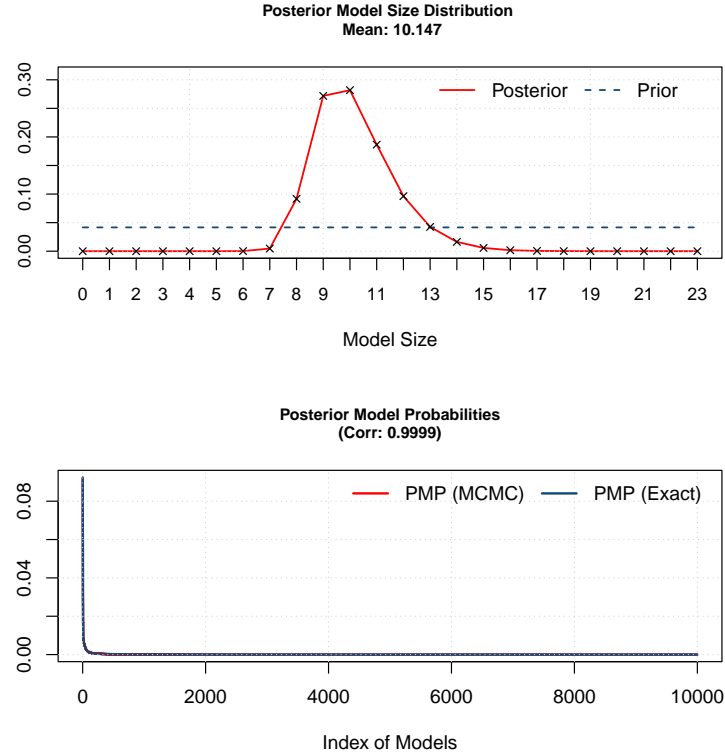 Posterior Model Size Distribution
Mean: 10.147
0.30
0.20
0.10
0.00
Posterior
Prior
0 1 2 3 4 5 6 7 8 9 11 13 15 17 19 21 23
Model Size
Posterior Model Probabilities
(Corr: 0.9999)
0.08
0.04
0.00
PMP (MCMC)
PMP (Exact)
0 2000 4000 6000 8000 10000
Index of Models